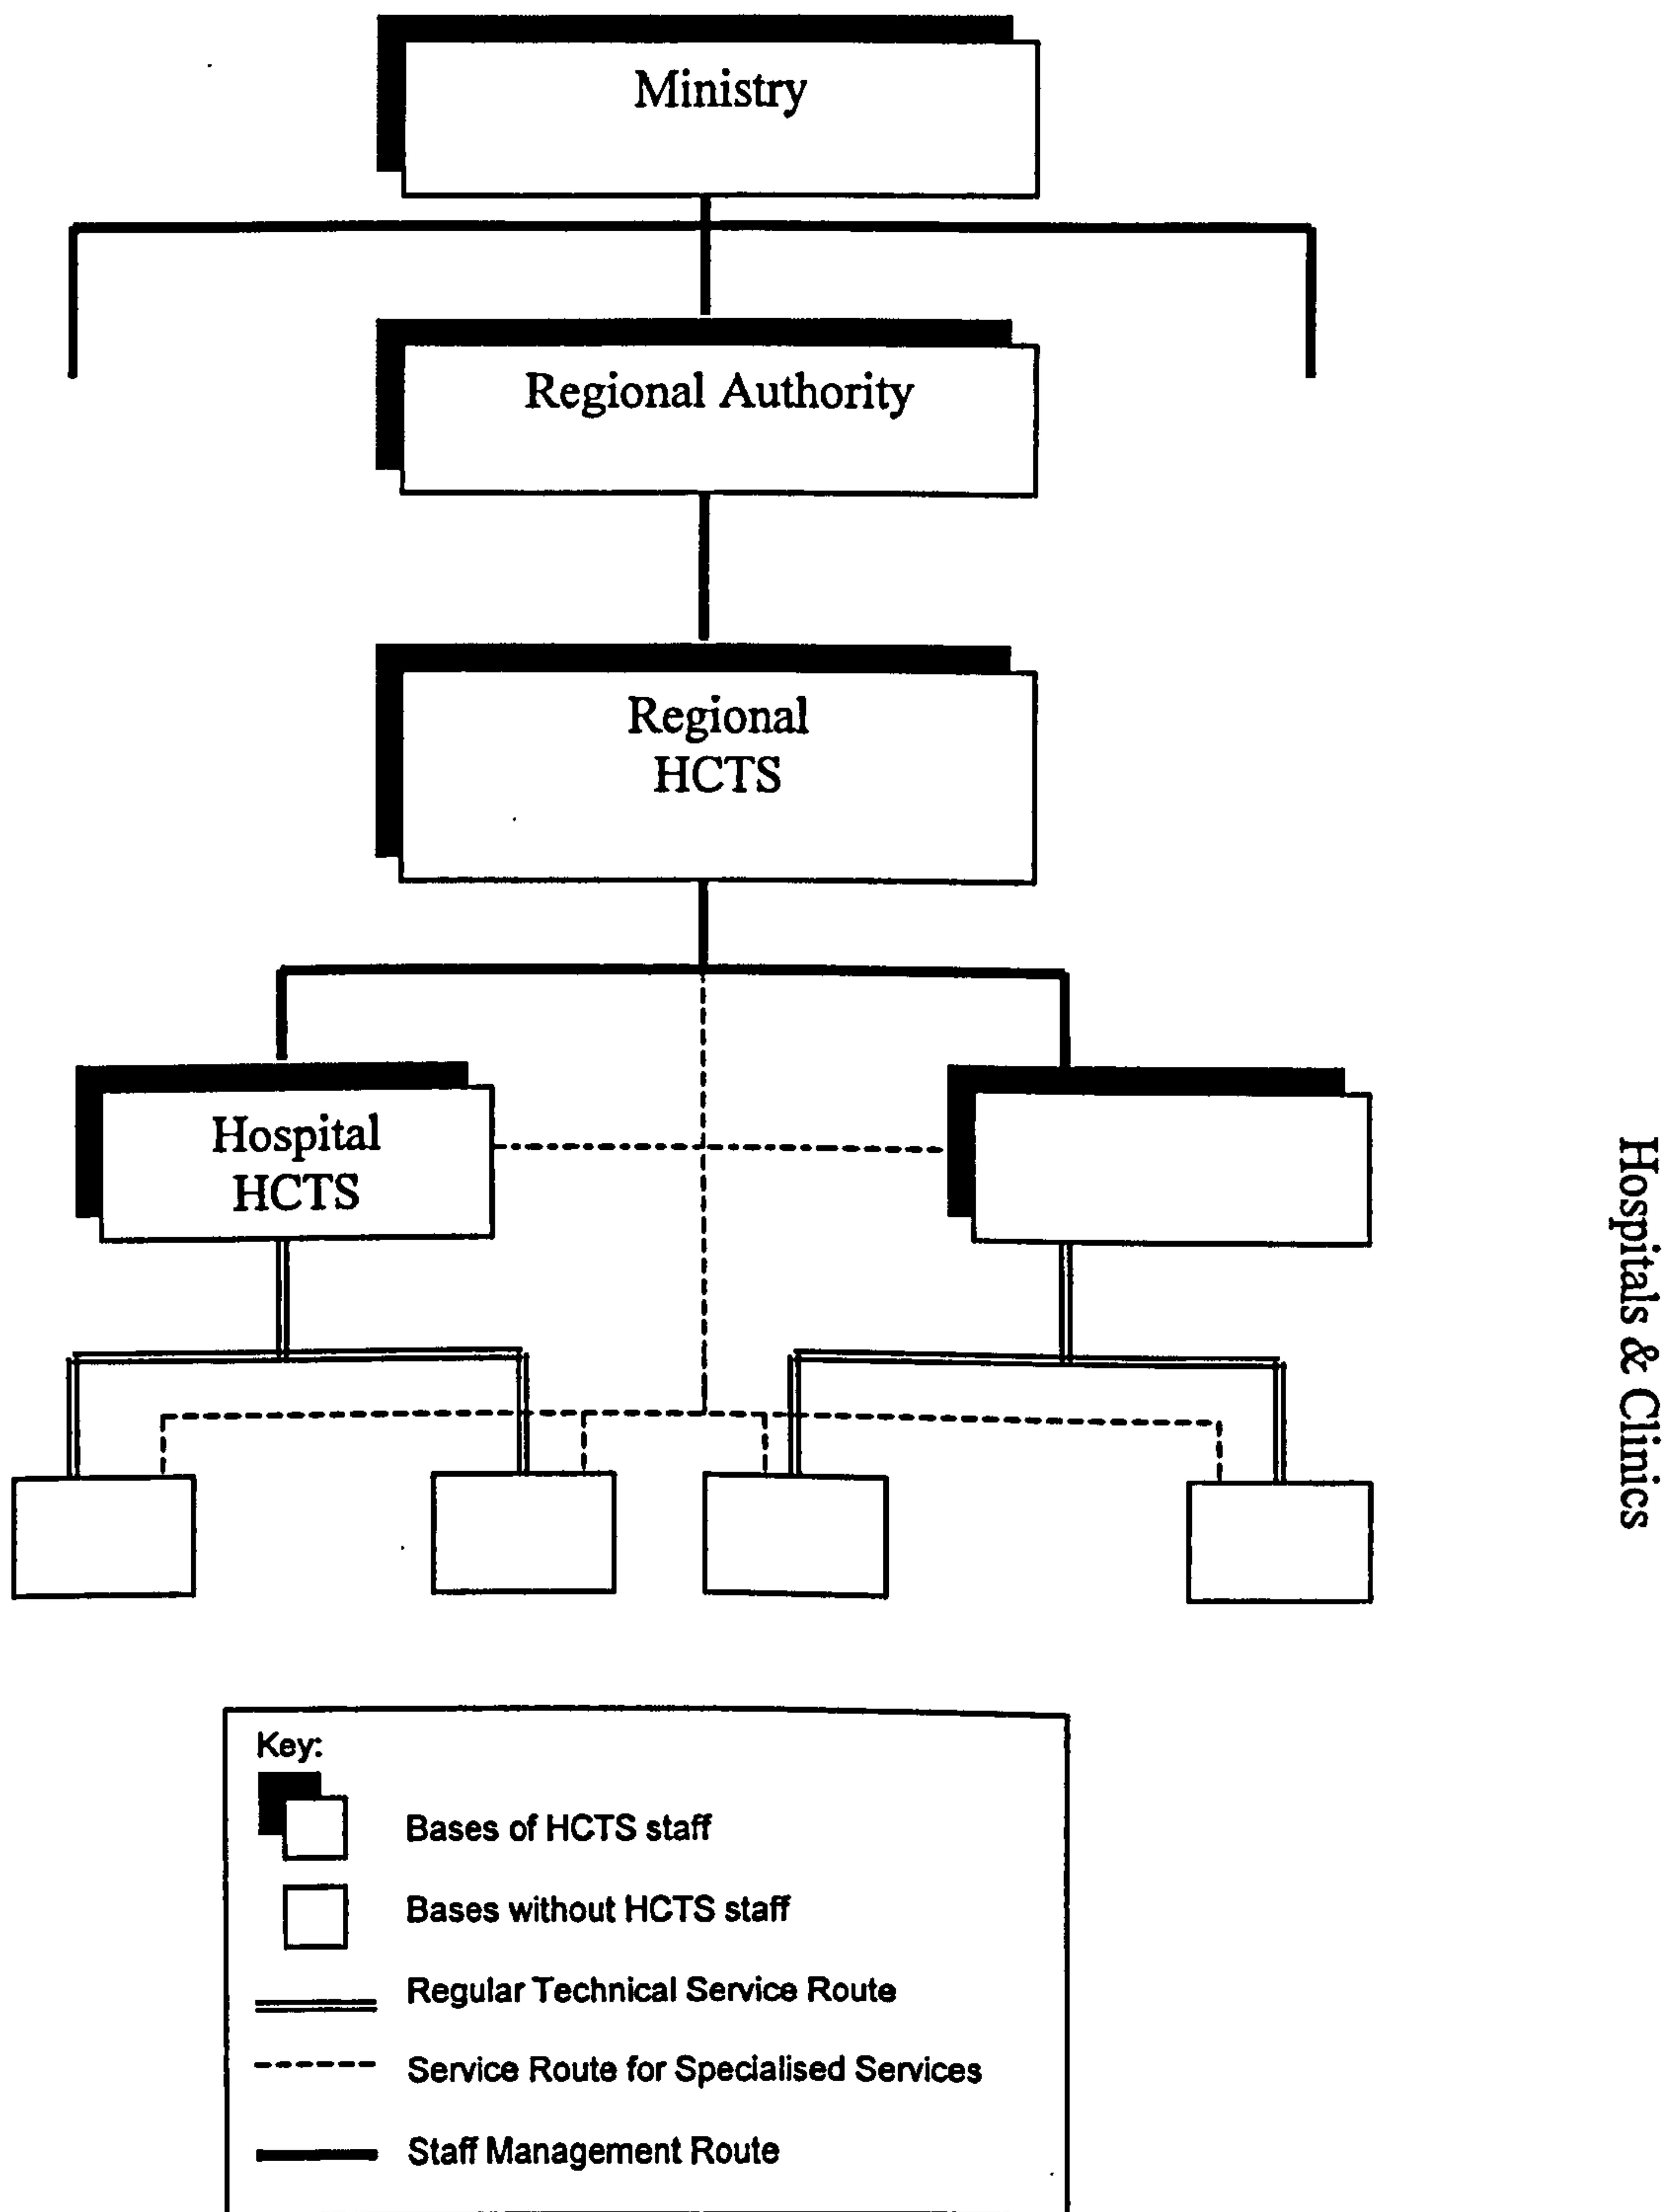 Ministry
Regional Authority
Regional
HCTS
Hospital
HCTS
Hospitals & Clinics
Key:
Bases of HCTS staff
Bases without HCTS staff
Regular Technical Service Route
Service Route for Specialised Services
Staff Management Route